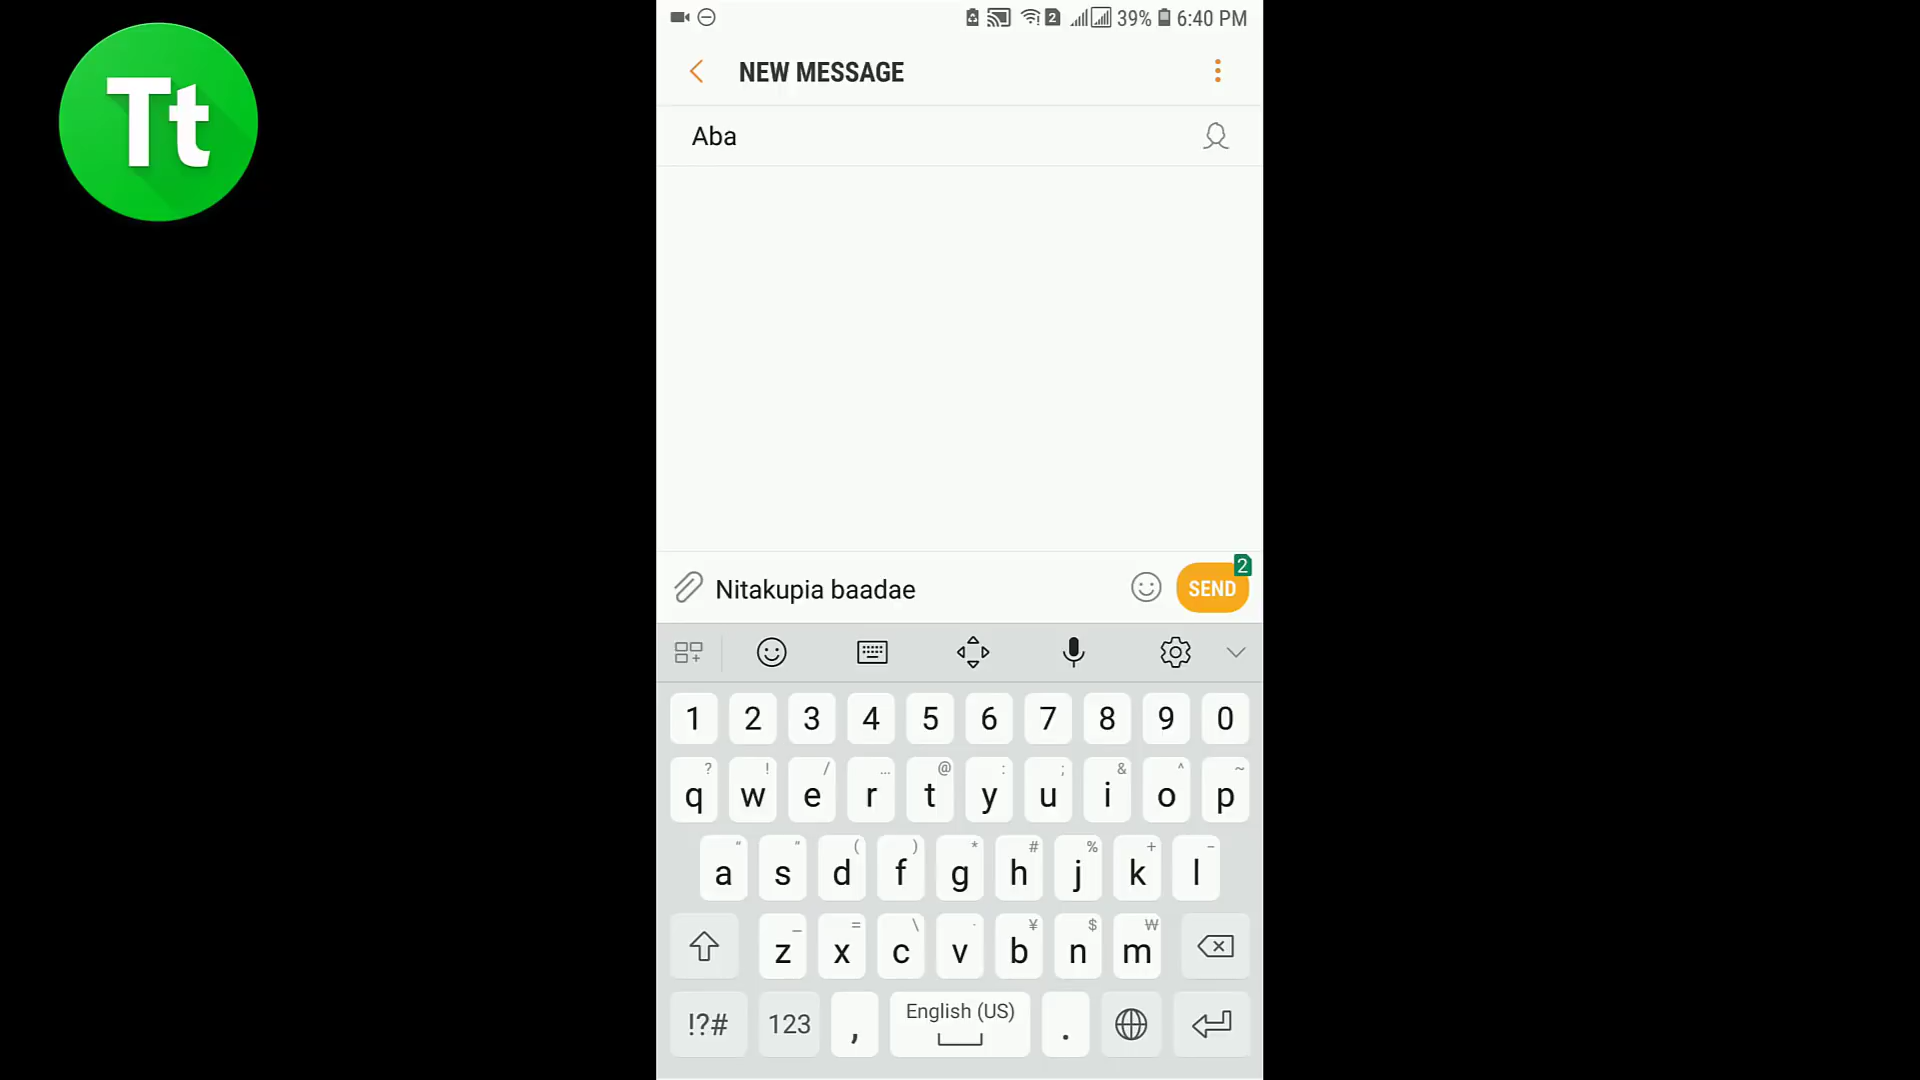 Tt
2 39% 6:40 PM
NEW MESSAGE
Aba
Nitakupia baadae
SEND
2
1 2 3 4 5 6 7 8 9 0
? ! / ... @ : ; & ^ ~
q w e r t y u i o p
" " ( ) * # % + -
a s d f g h j k l
_ = \ · ¥ $ ₩
z x c v b n m
!?# 123 , English (US) .